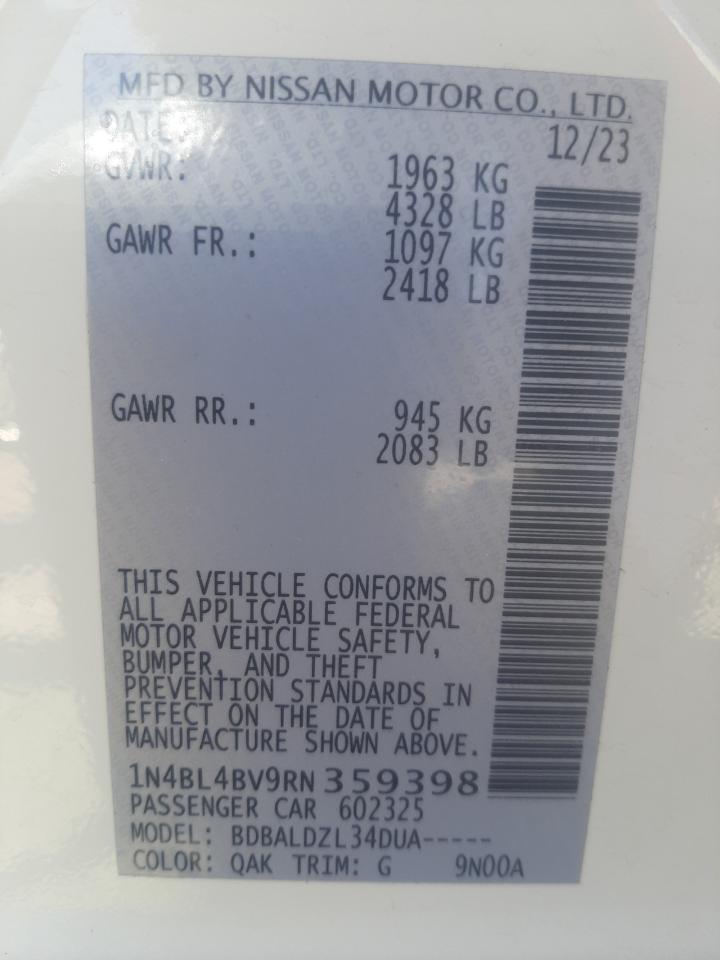 MFD BY NISSAN MOTOR CO., LTD.
DATE: 12/23
GVWR: 1963 KG
4328 LB
GAWR FR.: 1097 KG
2418 LB
GAWR RR.: 945 KG
2083 LB
THIS VEHICLE CONFORMS TO
ALL APPLICABLE FEDERAL
MOTOR VEHICLE SAFETY,
BUMPER, AND THEFT
PREVENTION STANDARDS IN
EFFECT ON THE DATE OF
MANUFACTURE SHOWN ABOVE.
1N4BL4BV9RN359398
PASSENGER CAR 602325
MODEL: BDBALDZL34DUA-----
COLOR: QAK TRIM: G 9N00A